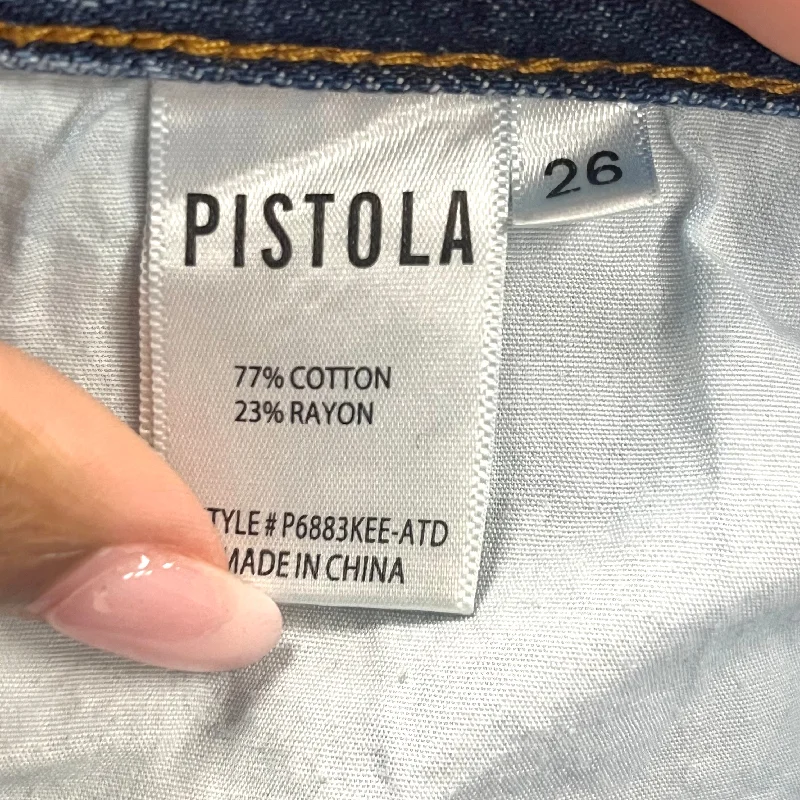 PISTOLA
26
77% COTTON
23% RAYON
TYLE # P6883KEE-ATD
MADE IN CHINA